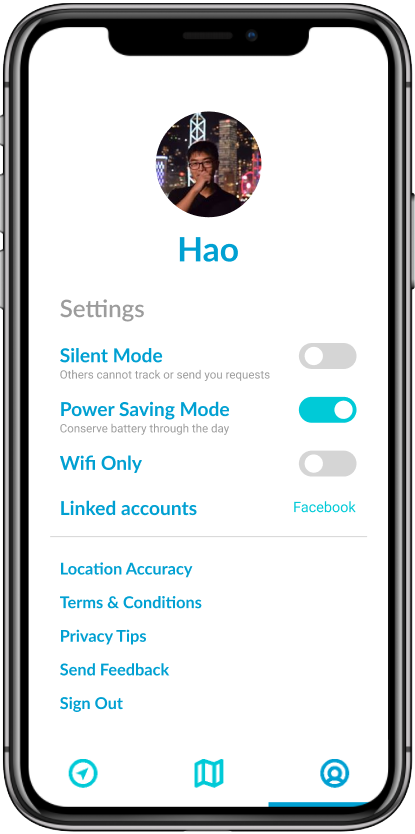 Hao
Settings
Silent Mode
Others cannot track or send you requests
Power Saving Mode
Conserve battery through the day
Wifi Only
Linked accounts Facebook
Location Accuracy
Terms & Conditions
Privacy Tips
Send Feedback
Sign Out